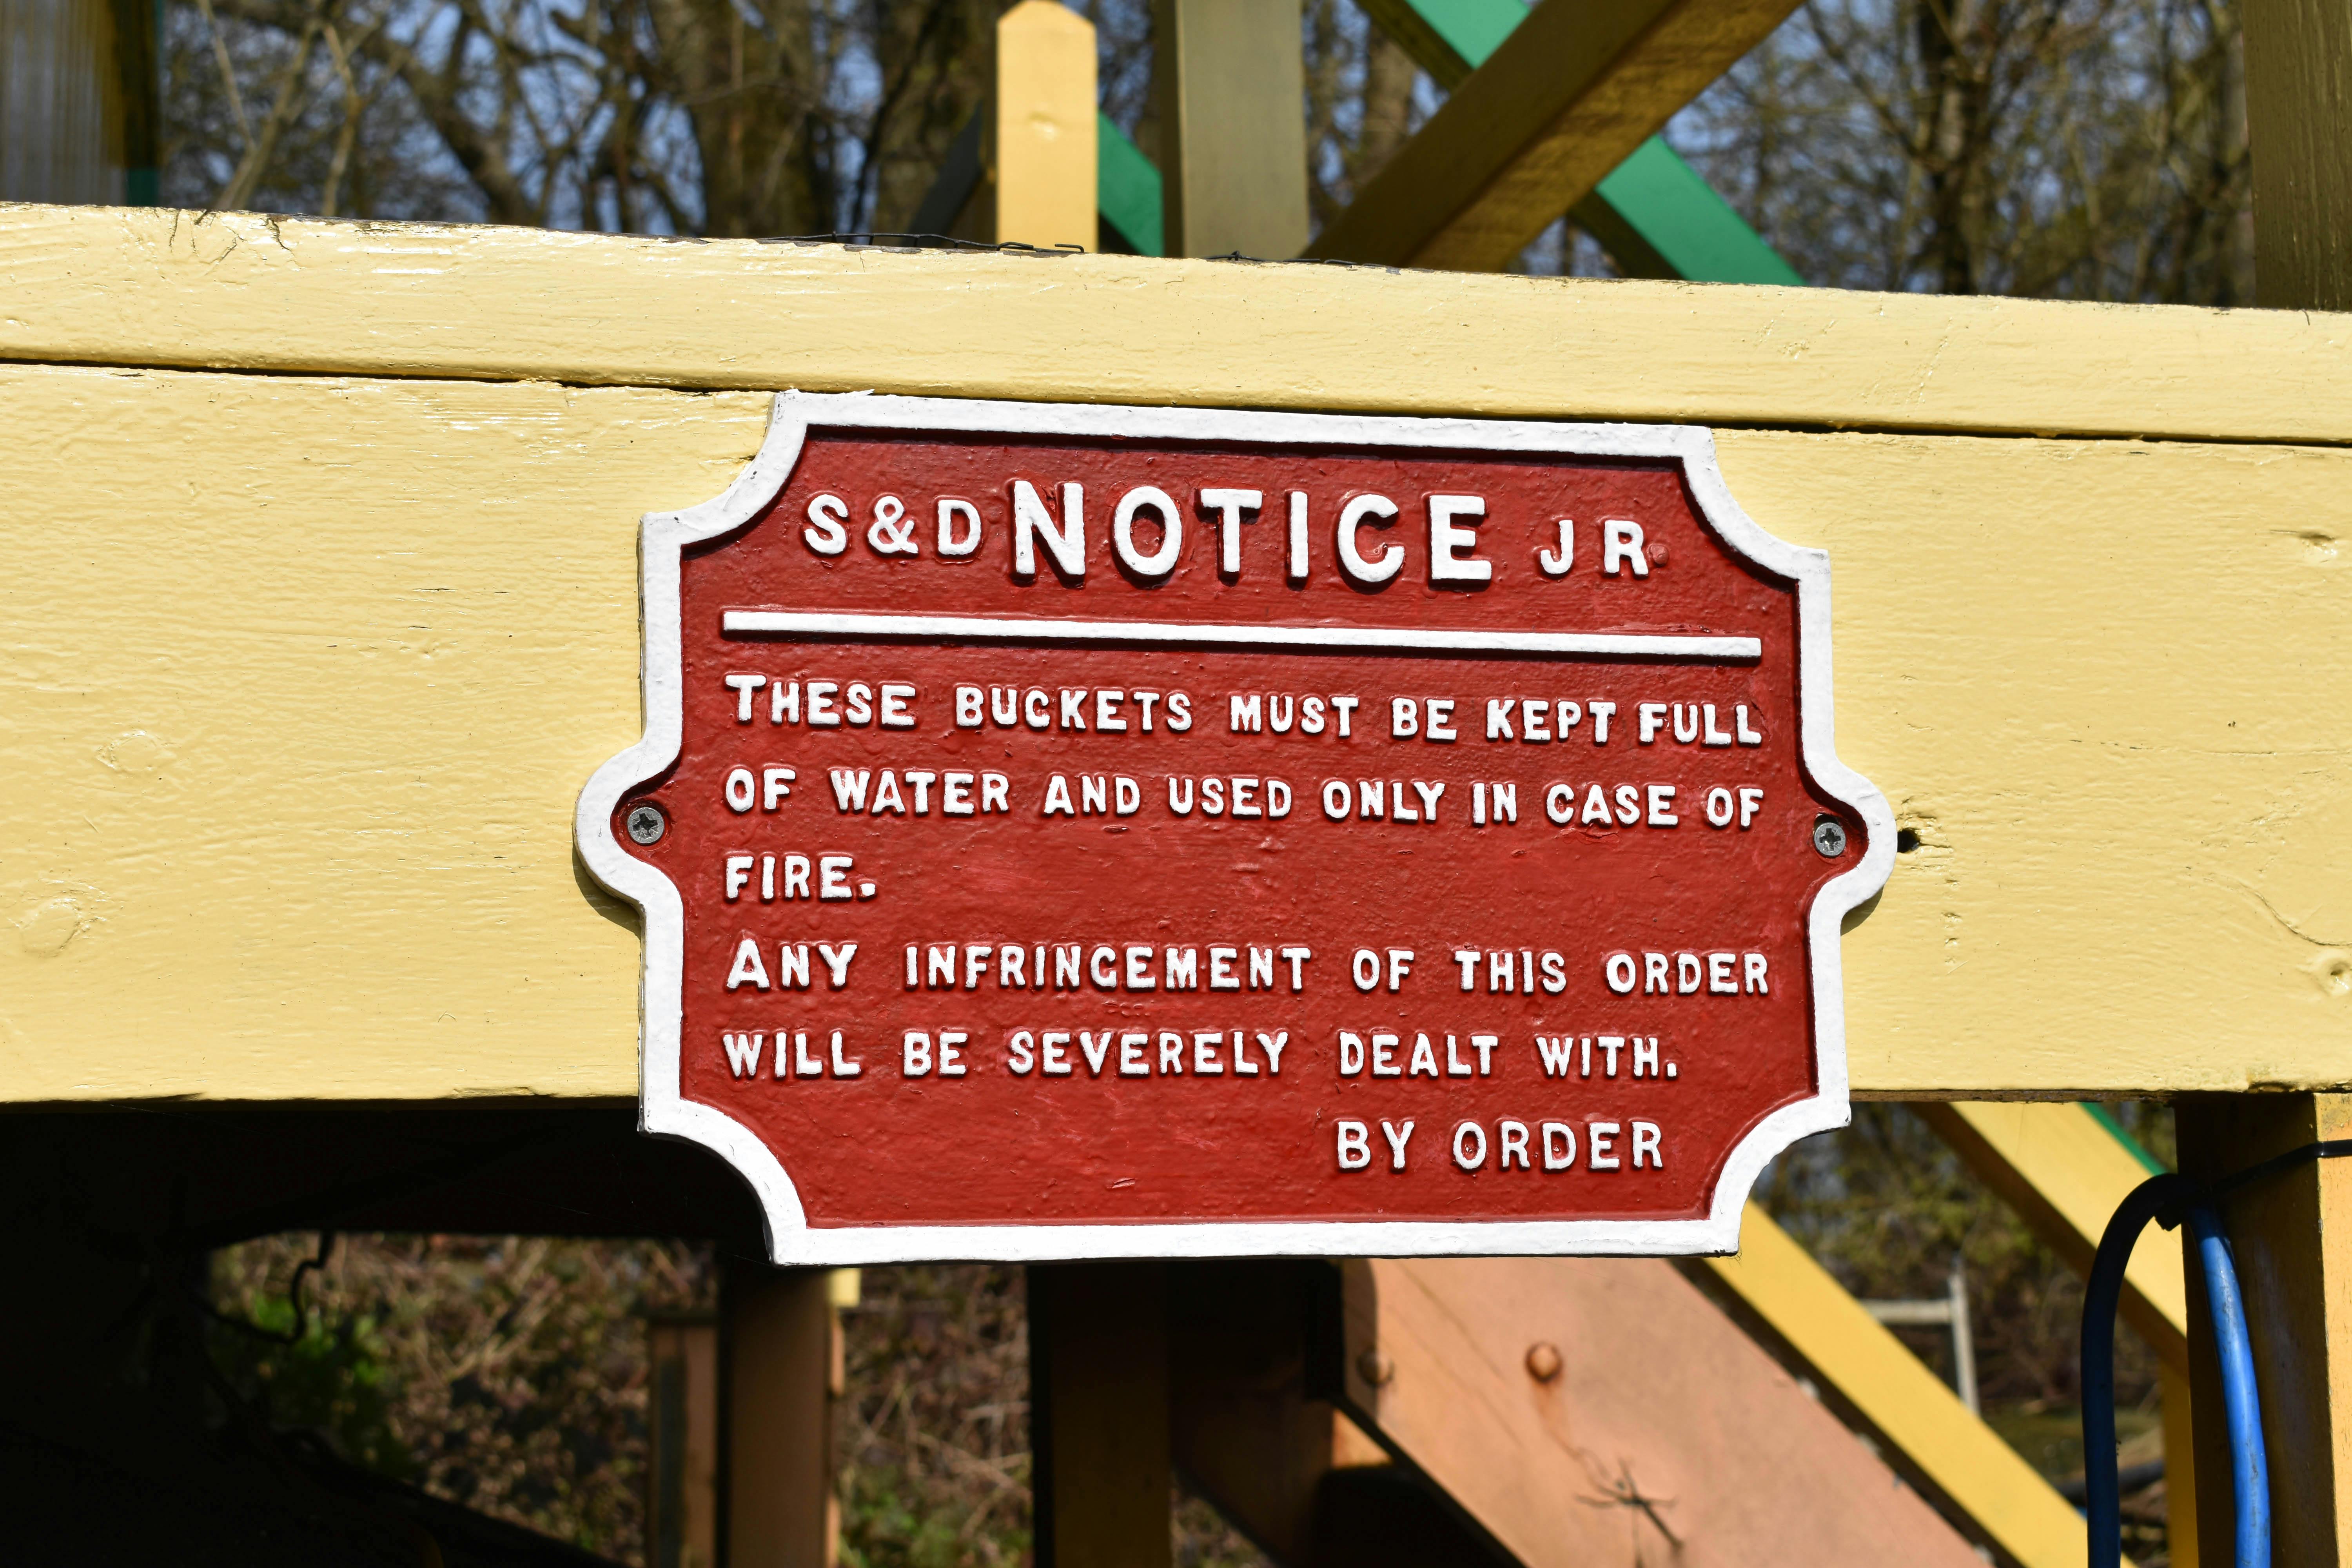 S&D NOTICE JR
THESE BUCKETS MUST BE KEPT FULL
OF WATER AND USED ONLY IN CASE OF
FIRE.
ANY INFRINGEMENT OF THIS ORDER
WILL BE SEVERELY DEALT WITH.
BY ORDER